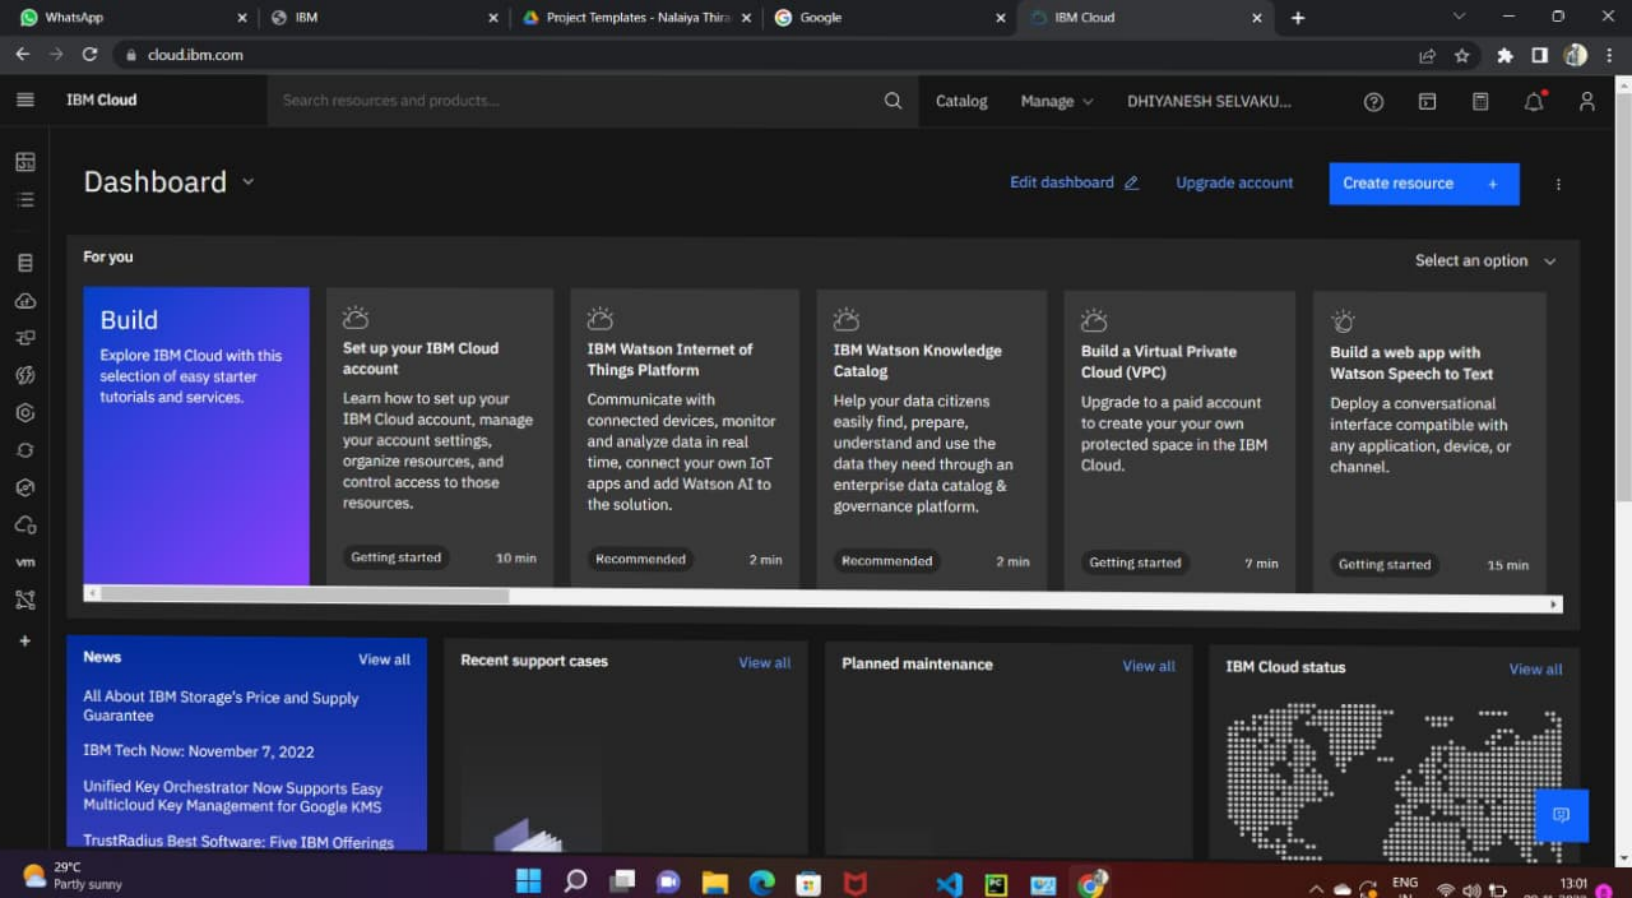 WhatsApp
IBM
Project Templates - Nalaiya Thira
Google
IBM Cloud
cloud.ibm.com
IBM Cloud
Search resources and products...
Catalog
Manage
DHIYANESH SELVAKU...
Dashboard
Edit dashboard
Upgrade account
Create resource +
For you
Select an option
Build
Explore IBM Cloud with this
selection of easy starter
tutorials and services.
Set up your IBM Cloud
account
Learn how to set up your
IBM Cloud account, manage
your account settings,
organize resources, and
control access to those
resources.
Getting started
10 min
IBM Watson Internet of
Things Platform
Communicate with
connected devices, monitor
and analyze data in real
time, connect your own IoT
apps and add Watson AI to
the solution.
Recommended
2 min
IBM Watson Knowledge
Catalog
Help your data citizens
easily find, prepare,
understand and use the
data they need through an
enterprise data catalog &
governance platform.
Recommended
2 min
Build a Virtual Private
Cloud (VPC)
Upgrade to a paid account
to create your your own
protected space in the IBM
Cloud.
Getting started
7 min
Build a web app with
Watson Speech to Text
Deploy a conversational
interface compatible with
any application, device, or
channel.
Getting started
15 min
vm
News
View all
All About IBM Storage's Price and Supply
Guarantee
IBM Tech Now: November 7, 2022
Unified Key Orchestrator Now Supports Easy
Multicloud Key Management for Google KMS
TrustRadius Best Software: Five IBM Offerings
Recent support cases
View all
Planned maintenance
View all
IBM Cloud status
View all
29°C
Partly sunny
PC
ENG
IN
13:01